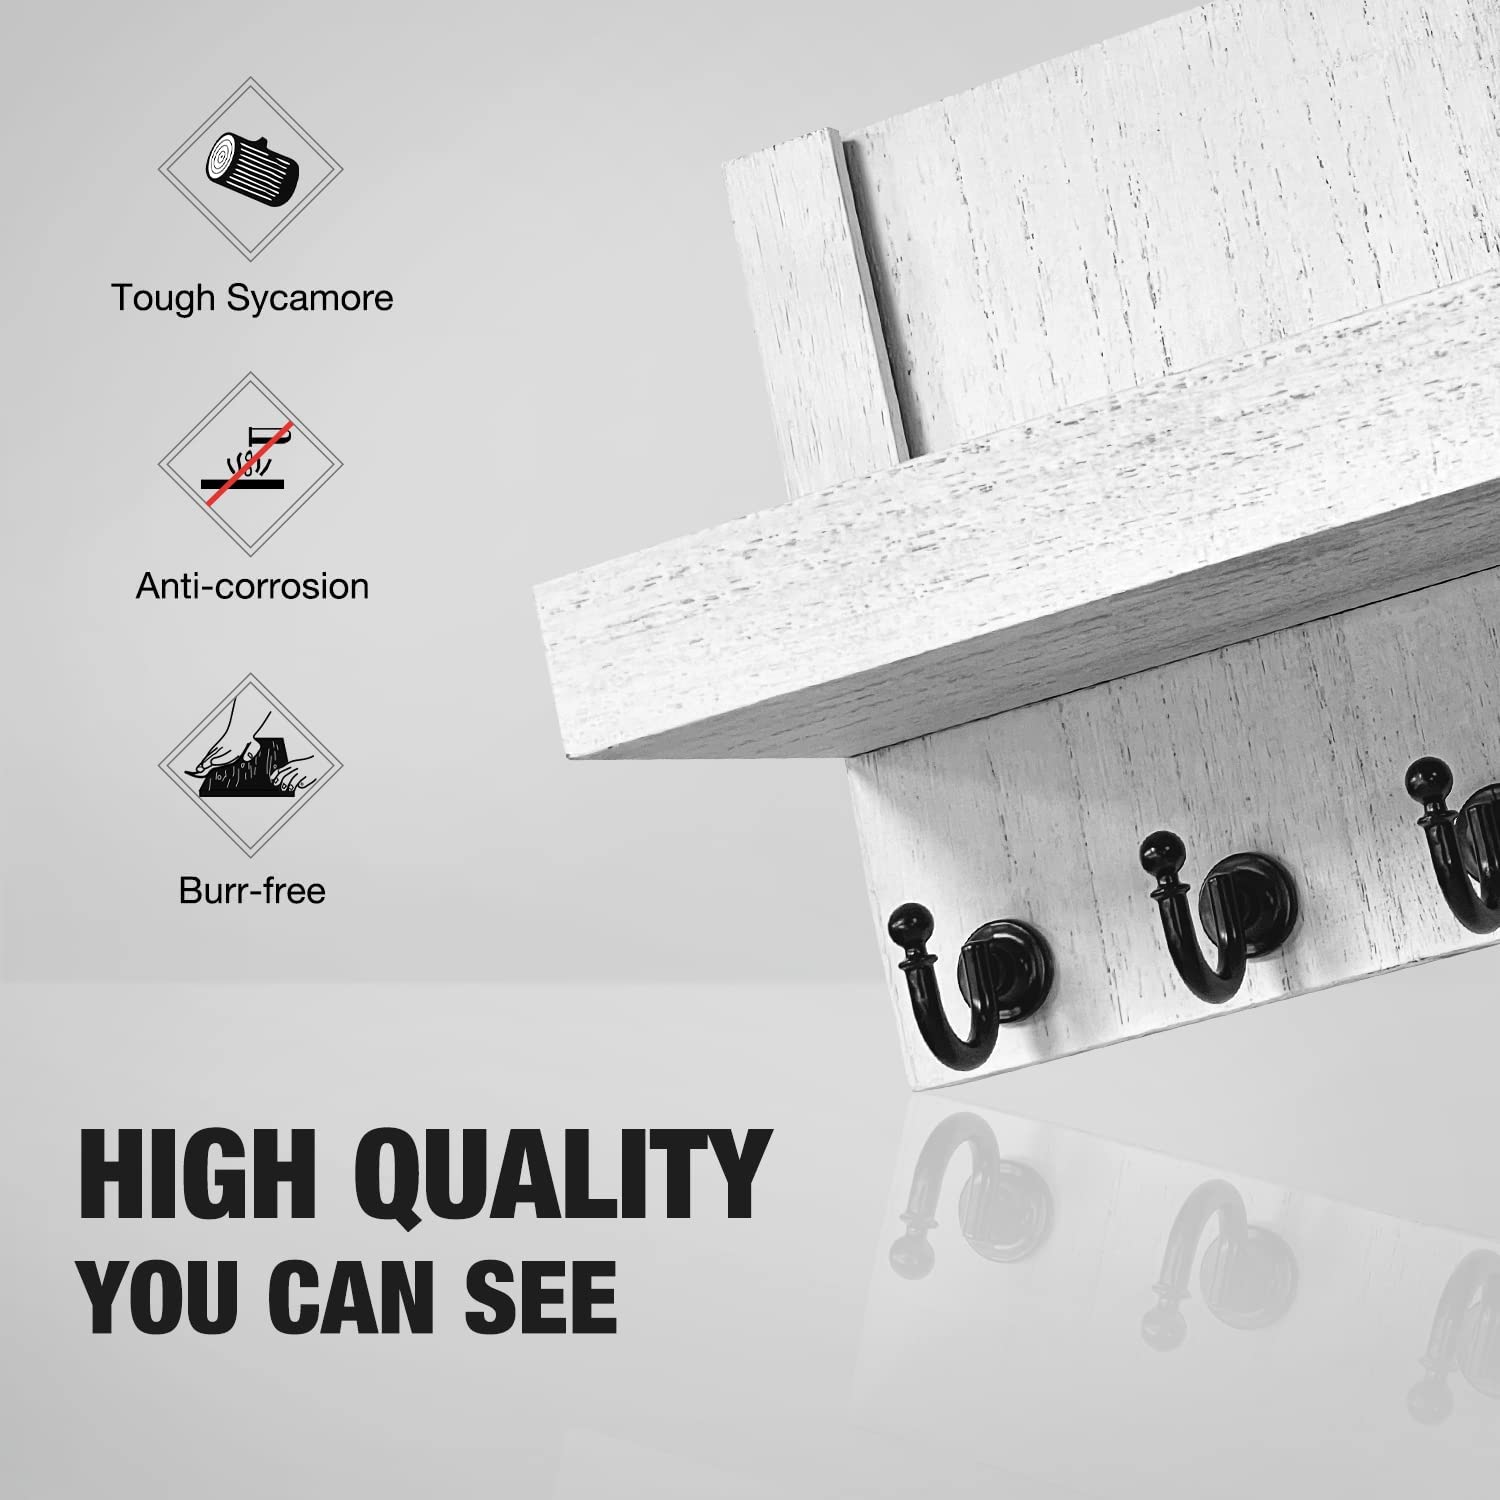 Tough Sycamore
Anti-corrosion
Burr-free
HIGH QUALITY
YOU CAN SEE